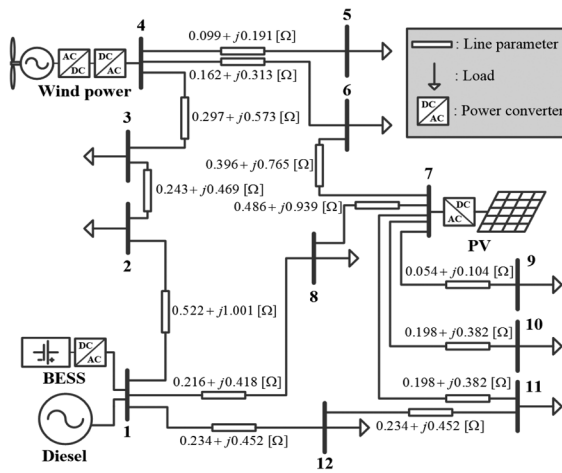 4
5
0.099+j0.191 [Ω]
: Line parameter
AC
DC
DC
AC
0.162+j0.313 [Ω]
: Load
Wind power
6
DC
AC
: Power converter
3
0.297+j0.573 [Ω]
0.396+j0.765 [Ω]
7
0.243+j0.469 [Ω]
0.486+j0.939 [Ω]
DC
AC
PV
2
8
9
0.054+j0.104 [Ω]
0.522+j1.001 [Ω]
10
0.198+j0.382 [Ω]
DC
AC
BESS
0.216+j0.418 [Ω]
0.198+j0.382 [Ω]
11
1
0.234+j0.452 [Ω]
0.234+j0.452 [Ω]
Diesel
12